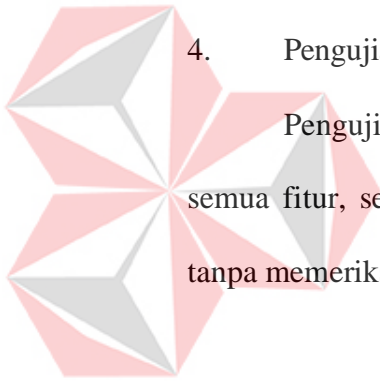 4. Penguji
Penguji
semua fitur, se
tanpa memerik